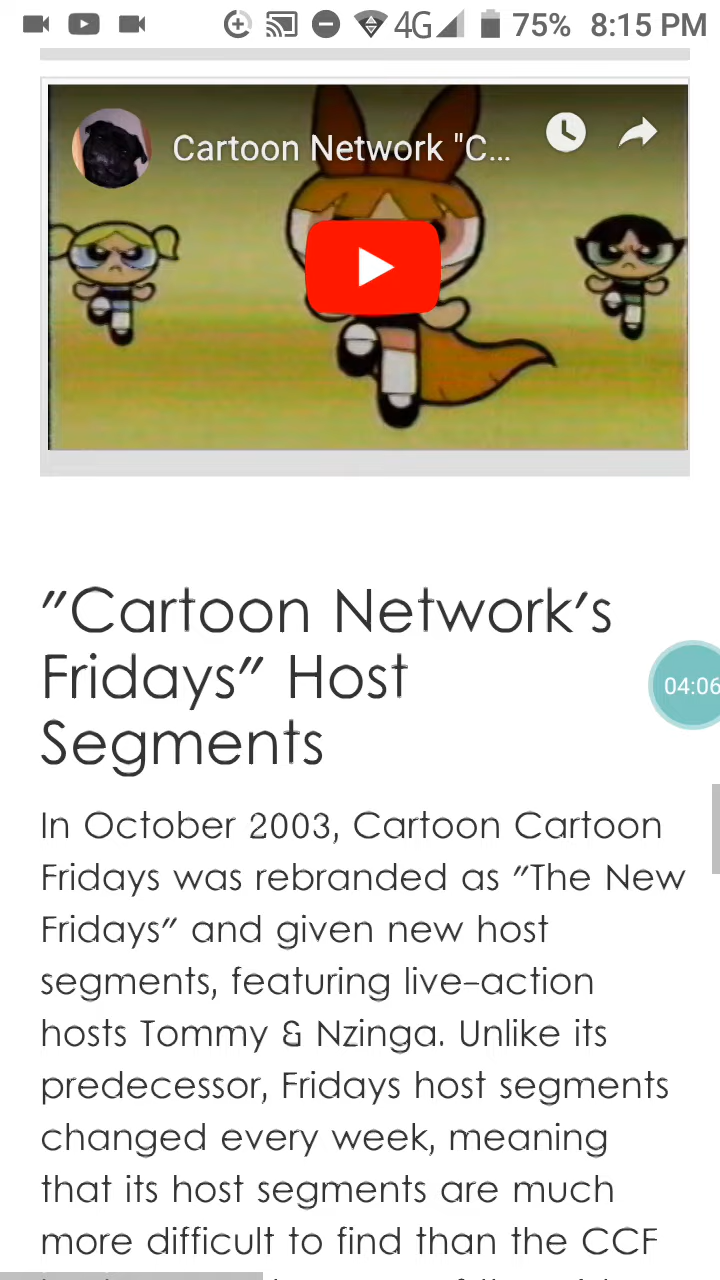 4G 75% 8:15 PM
Cartoon Network "C...
"Cartoon Network's
Fridays" Host
Segments
04:06
In October 2003, Cartoon Cartoon
Fridays was rebranded as "The New
Fridays" and given new host
segments, featuring live-action
hosts Tommy & Nzinga. Unlike its
predecessor, Fridays host segments
changed every week, meaning
that its host segments are much
more difficult to find than the CCF